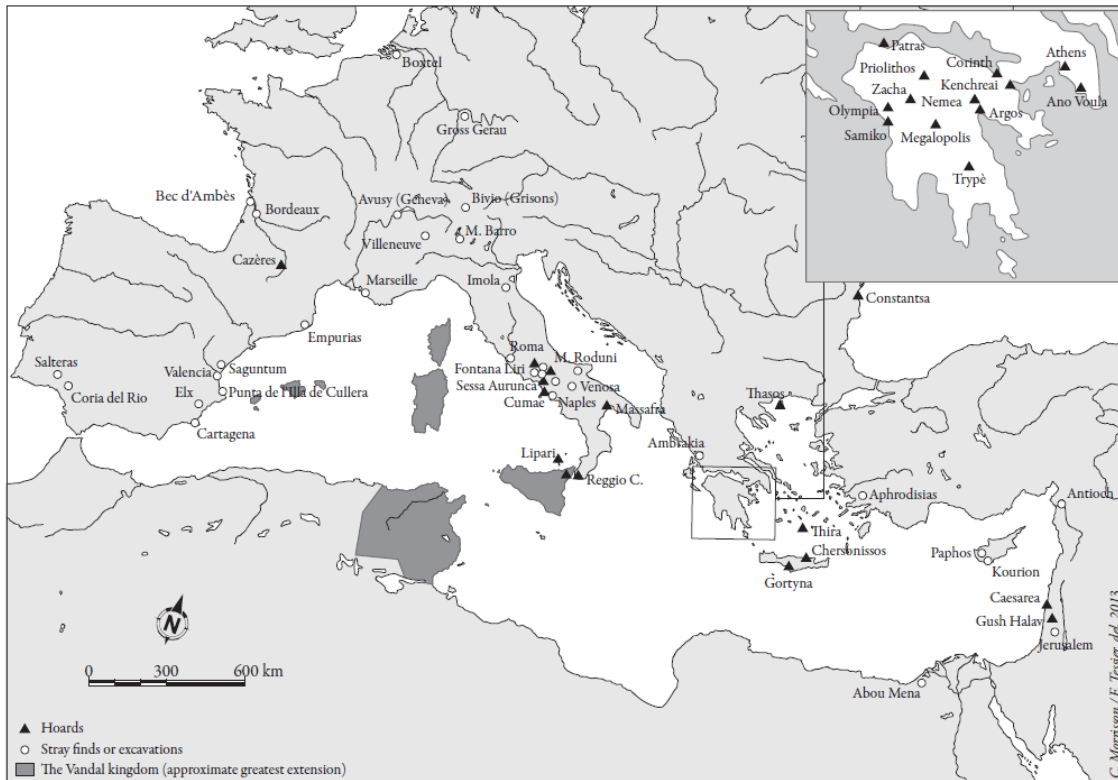 Patras
Priolithos
Corinth
Athens
Zacha
Kenchreai
Nemea
Ano Voula
Olympia
Argos
Samiko
Megalopolis
Trypè
Boxtel
Gross Gerau
Bec d'Ambès
Bordeaux
Avusy (Geneva)
Bivio (Grisons)
Villeneuve
M. Barro
Cazères
Marseille
Imola
Constantsa
Empurias
Roma
M. Roduni
Fontana Liri
Salteras
Saguntum
Valencia
Sessa Aurunca
Venosa
Coria del Rio
Elx
Punta de l'Illa de Cullera
Cumae
Naples
Massafra
Thasos
Cartagena
Ambrakia
Lipari
Reggio C.
Aphrodisias
Antioch
Thira
Chersonissos
Paphos
Kourion
Gortyna
Caesarea
Gush Halav
Jerusalem
Abou Mena
N
0 300 600 km
Hoards
Stray finds or excavations
The Vandal kingdom (approximate greatest extension)
C. Morrisson / F. Tessier, del. 2013